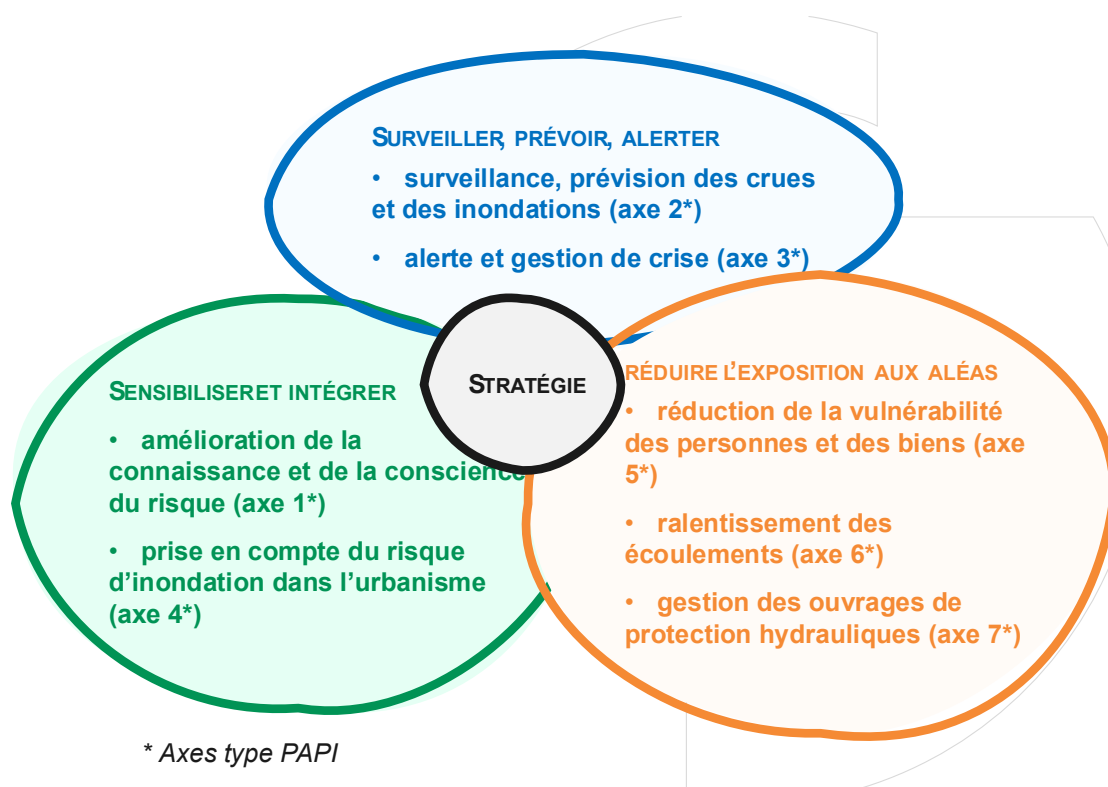 SURVEILLER, PRÉVOIR, ALERTER
• surveillance, prévision des crues
et des inondations (axe 2*)
• alerte et gestion de crise (axe 3*)
STRATÉGIE
SENSIBILISER ET INTÉGRER
• amélioration de la
connaissance et de la conscience
du risque (axe 1*)
• prise en compte du risque
d’inondation dans l’urbanisme
(axe 4*)
RÉDUIRE L’EXPOSITION AUX ALÉAS
• réduction de la vulnérabilité
des personnes et des biens (axe
5*)
• ralentissement des
écoulements (axe 6*)
• gestion des ouvrages de
protection hydrauliques (axe 7*)
* Axes type PAPI